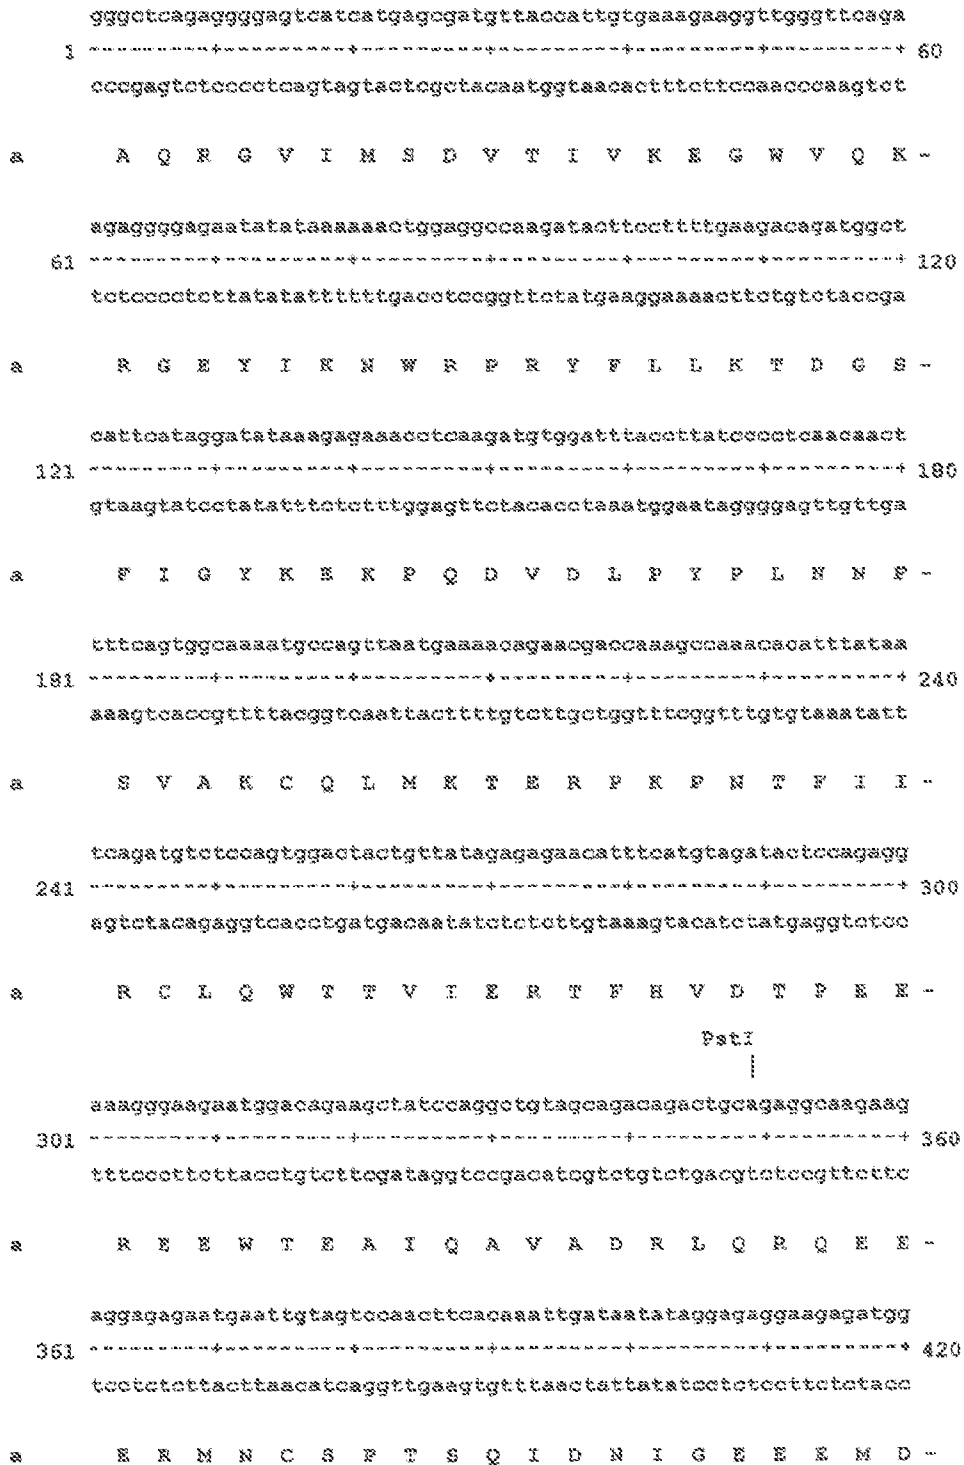 gggctcagaggggagtcatcatgagcgatgttaccattgtgaaagaaggttgggttcaga
1 ---------+---------+---------+---------+---------+---------+ 60
cccgagtctcccctcagtagtactcgctacaatggtaacactttcttccaacccaagtct
a A Q R G V I M S D V T I V K E G W V Q K -
agaggggagaatatataaaaaactggaggccaagatacttccttttgaagacagatggct
61 ---------+---------+---------+---------+---------+---------+ 120
tctcccctcttatatattttttgacctccggttctatgaaggaaaacttctgtctaccga
a R G E Y I K N W R P R Y F L L K T D G S -
cattcataggatataaagagaaacctcaagatgtggatttaccttatcccctcaacaact
121 ---------+---------+---------+---------+---------+---------+ 180
gtaagtatcctatatttctctttggagttctacacctaaatggaataggggagttgttga
a F I G Y K E K P Q D V D L P Y P L N N F -
tttcagtggcaaaatgccagttaatgaaaacagaacgaccaaagccaaacacatttataa
181 ---------+---------+---------+---------+---------+---------+ 240
aaagtcaccgttttacggtcaattacttttgtcttgctggtttcggtttgtgtaaatatt
a S V A K C Q L M K T E R P K P N T F I I -
tcagatgtctccagtggactactgttatagagagaacatttcatgtagatactccagagg
241 ---------+---------+---------+---------+---------+---------+ 300
agtctacagaggtcacctgatgacaatatctctcttgtaaagtacatctatgaggtctcc
a R C L Q W T T V I E R T F H V D T P E E -
PstI
|
aaagggaagaatggacagaagctatccaggctgtagcagacagactgcagaggcaagaag
301 ---------+---------+---------+---------+---------+---------+ 360
tttcccttcttacctgtcttcgataggtccgacatcgtctgtctgacgtctccgttcttc
a R E E W T E A I Q A V A D R L Q R Q E E -
aggagagaatgaattgtagtccaacttcacaaattgataatataggagaggaagagatgg
361 ---------+---------+---------+---------+---------+---------+ 420
tcctctcttacttaacatcaggttgaagtgtttaactattatatcctctccttctctacc
a E R M N C S P T S Q I D N I G E E E M D -